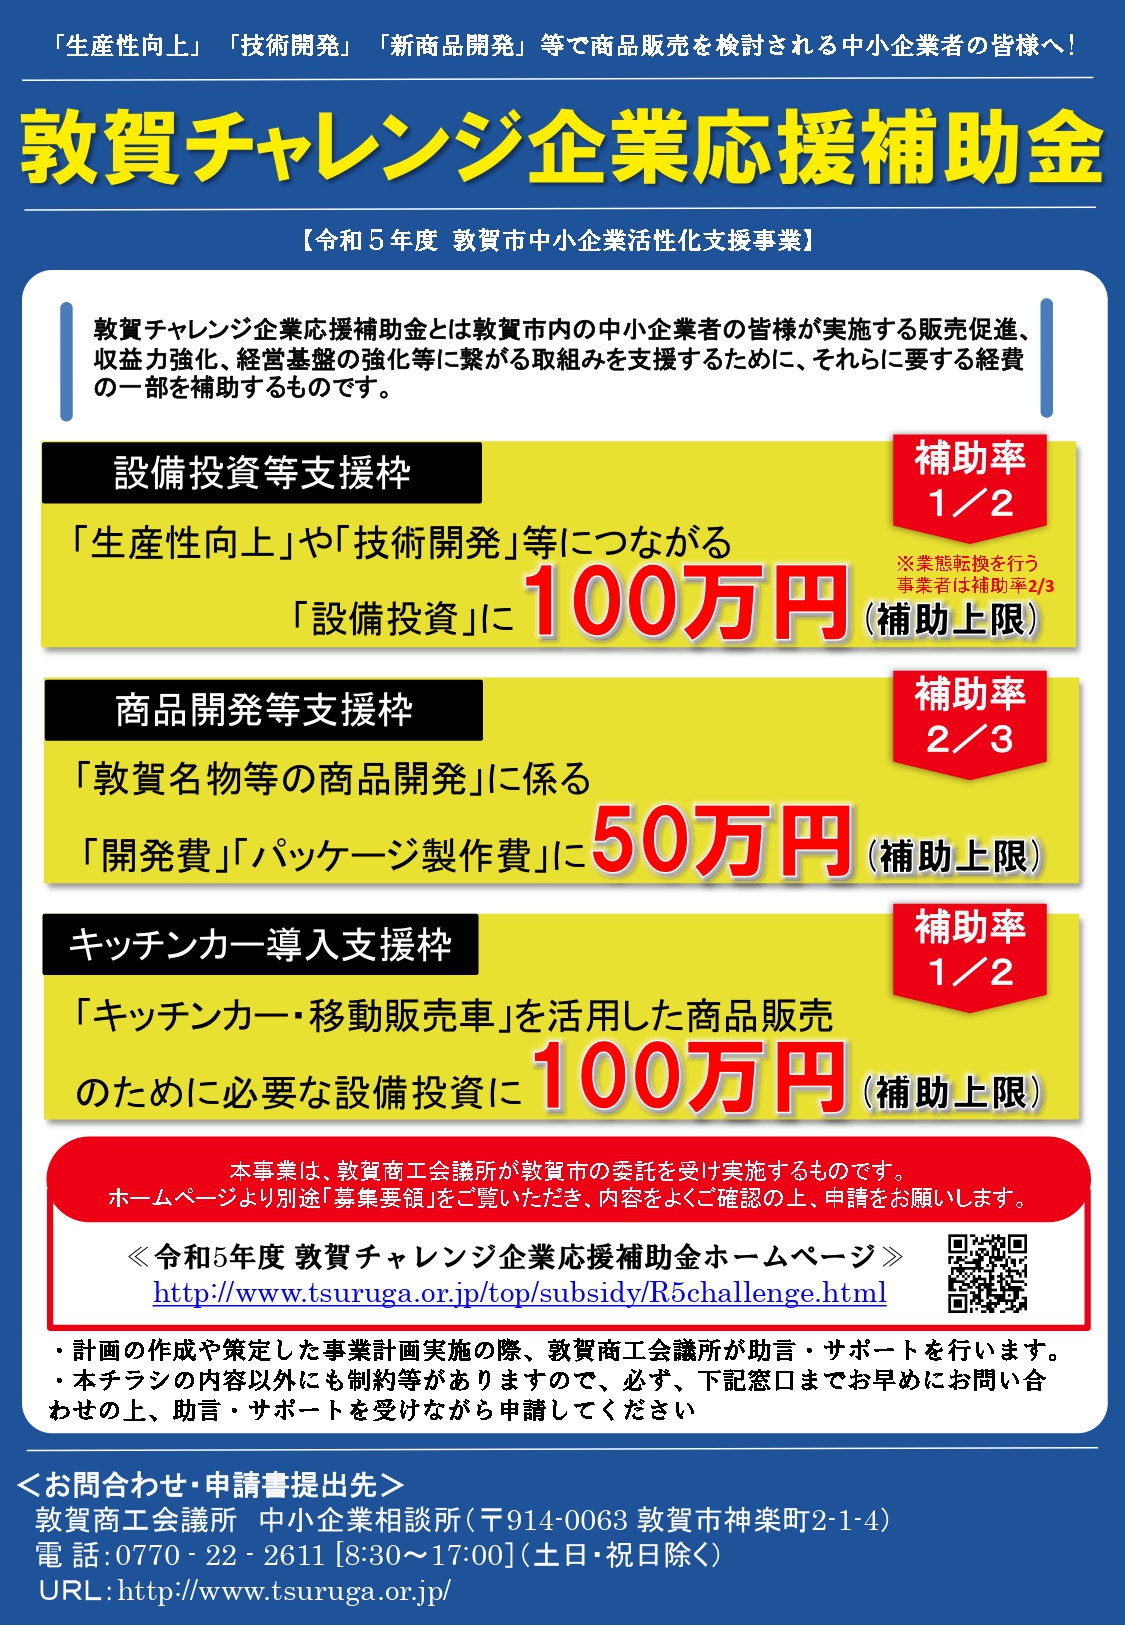 「生産性向上」「技術開発」「新商品開発」等で商品販売を検討される中小企業者の皆様へ!
敦賀チャレンジ企業応援補助金
【令和５年度 敦賀市中小企業活性化支援事業】
敦賀チャレンジ企業応援補助金とは敦賀市内の中小企業者の皆様が実施する販売促進、
収益力強化、経営基盤の強化等に繋がる取組みを支援するために、それらに要する経費
の一部を補助するものです。
設備投資等支援枠
補助率
１／２
「生産性向上」や「技術開発」等につながる
※業態転換を行う
事業者は補助率2/3
「設備投資」に100万円(補助上限)
商品開発等支援枠
補助率
２／３
「敦賀名物等の商品開発」に係る
「開発費」「パッケージ製作費」に50万円(補助上限)
キッチンカー導入支援枠
補助率
１／２
「キッチンカー・移動販売車」を活用した商品販売
のために必要な設備投資に100万円(補助上限)
本事業は、敦賀商工会議所が敦賀市の委託を受け実施するものです。
ホームページより別途「募集要領」をご覧いただき、内容をよくご確認の上、申請をお願いします。
≪令和5年度 敦賀チャレンジ企業応援補助金ホームページ≫
http://www.tsuruga.or.jp/top/subsidy/R5challenge.html
・計画の作成や策定した事業計画実施の際、敦賀商工会議所が助言・サポートを行います。
・本チラシの内容以外にも制約等がありますので、必ず、下記窓口までお早めにお問い合
わせの上、助言・サポートを受けながら申請してください
＜お問合わせ・申請書提出先＞
敦賀商工会議所　中小企業相談所（〒914-0063 敦賀市神楽町2-1-4）
電 話：0770 - 22 - 2611 [8:30～17:00]（土日・祝日除く）
URL：http://www.tsuruga.or.jp/